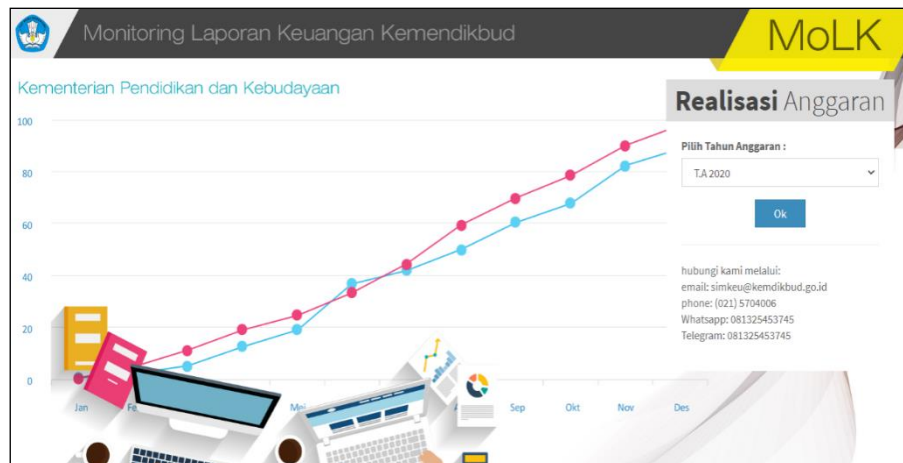 Monitoring Laporan Keuangan Kemendikbud
MoLK
Kementerian Pendidikan dan Kebudayaan
Realisasi Anggaran
Pilih Tahun Anggaran :
T.A 2020
Ok
hubungi kami melalui:
email: simkeu@kemdikbud.go.id
phone: (021) 5704006
Whatsapp: 081325453745
Telegram: 081325453745
100
80
60
40
20
0
Jan
Mei
Sep
Okt
Nov
Des